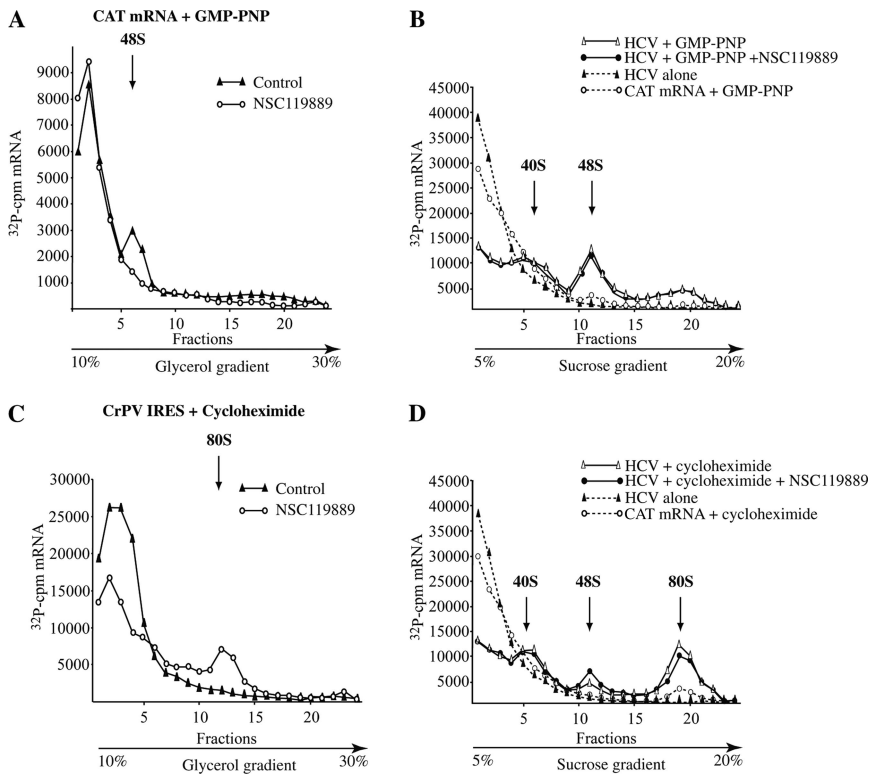 A
CAT mRNA + GMP-PNP
48S
Control
NSC119889
32P-cpm mRNA
9000
8000
7000
6000
5000
4000
3000
2000
1000
5 10 15 20
Fractions
10% Glycerol gradient 30%
B
HCV + GMP-PNP
HCV + GMP-PNP +NSC119889
HCV alone
CAT mRNA + GMP-PNP
40S 48S
32P-cpm mRNA
45000
40000
35000
30000
25000
20000
15000
10000
5000
5 10 15 20
Fractions
5% Sucrose gradient 20%
C
CrPV IRES + Cycloheximide
80S
Control
NSC119889
32P-cpm mRNA
30000
25000
20000
15000
10000
5000
5 10 15 20
Fractions
10% Glycerol gradient 30%
D
HCV + cycloheximide
HCV + cycloheximide + NSC119889
HCV alone
CAT mRNA + cycloheximide
40S 48S 80S
32P-cpm mRNA
45000
40000
35000
30000
25000
20000
15000
10000
5000
5 10 15 20
Fractions
5% Sucrose gradient 20%